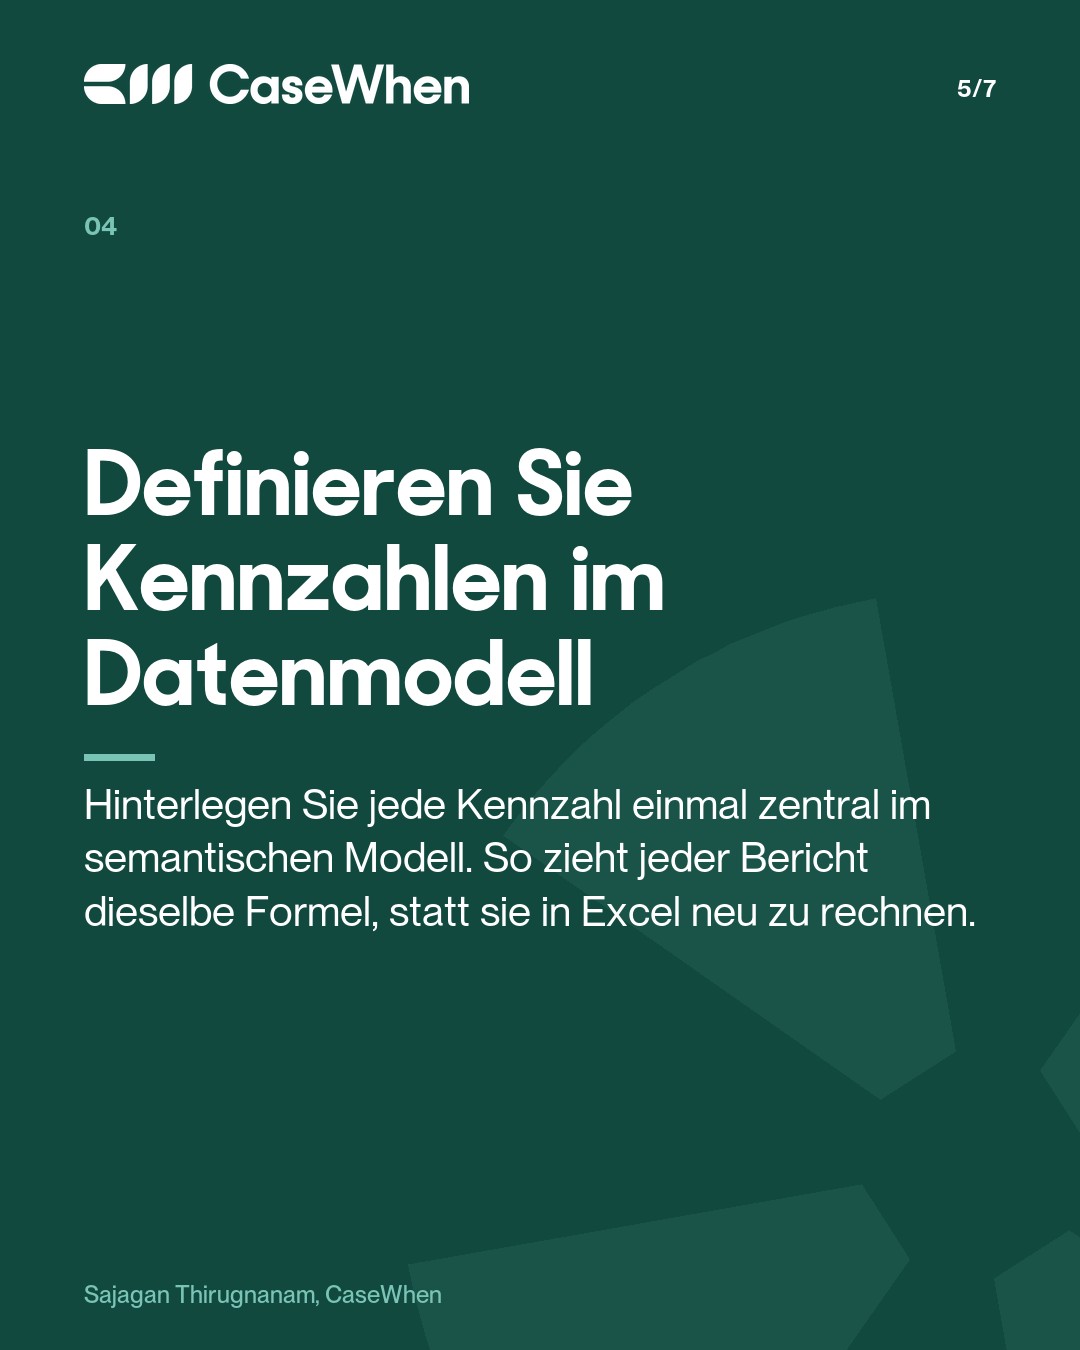 CaseWhen
5/7
04
Definieren Sie
Kennzahlen im
Datenmodell
Hinterlegen Sie jede Kennzahl einmal zentral im
semantischen Modell. So zieht jeder Bericht
dieselbe Formel, statt sie in Excel neu zu rechnen.
Sajagan Thirugnanam, CaseWhen